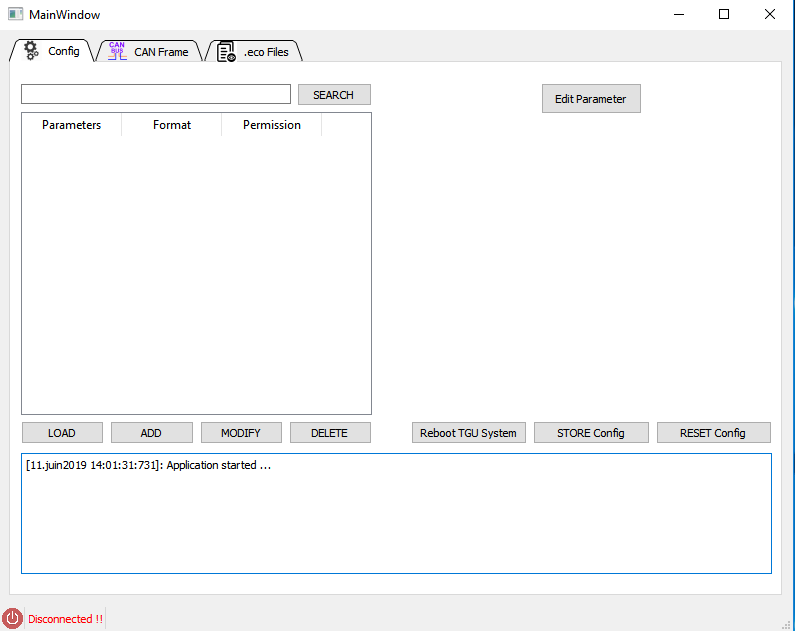 MainWindow
Config
CAN BUS
CAN Frame
.eco Files
SEARCH
Edit Parameter
Parameters Format Permission
LOAD ADD MODIFY DELETE Reboot TGU System STORE Config RESET Config
[11.juin2019 14:01:31:731]: Application started ...
Disconnected !!